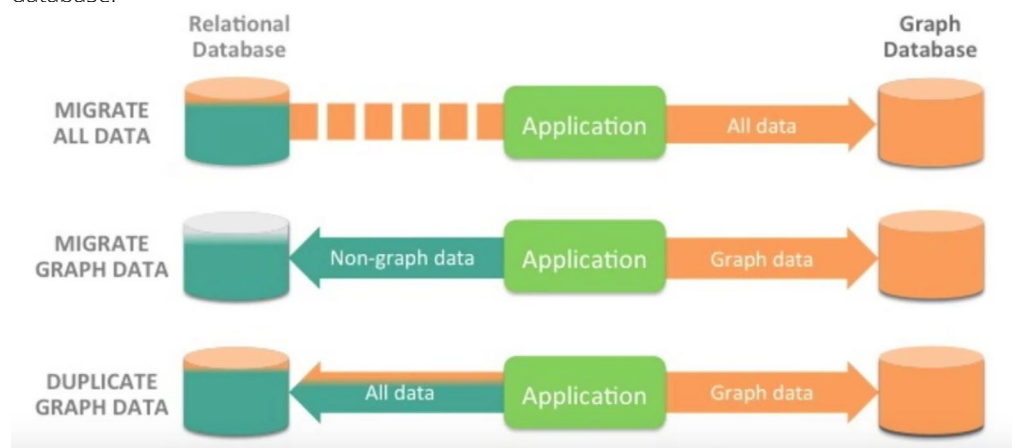 database.
Relational
Database
Graph
Database
MIGRATE
ALL DATA
Application
All data
MIGRATE
GRAPH DATA
Non-graph data
Application
Graph data
DUPLICATE
GRAPH DATA
All data
Application
Graph data